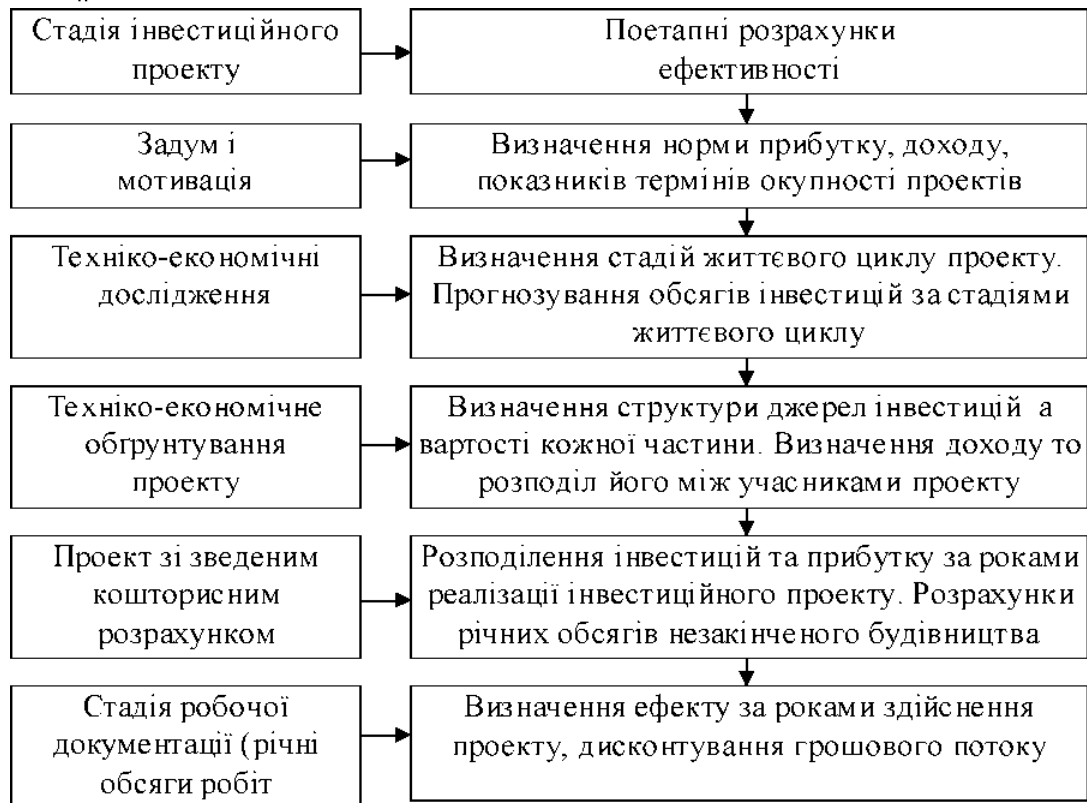 Стадія інвестиційного
проекту
Поетапні розрахунки
ефективності
Задум і
мотивація
Визначення норми прибутку, доходу,
показників термінів окупності проектів
Техніко-економічні
дослідження
Визначення стадій життєвого циклу проекту.
Прогнозування обсягів інвестицій за стадіями
життєвого циклу
Техніко-економічне
обґрунтування
проекту
Визначення структури джерел інвестицій а
вартості кожної частини. Визначення доходу то
розподіл його між учасниками проекту
Проект зі зведеним
кошторисним
розрахунком
Розподілення інвестицій та прибутку за роками
реалізації інвестиційного проекту. Розрахунки
річних обсягів незакінченого будівництва
Стадія робочої
документації (річні
обсяги робіт
Визначення ефекту за роками здійснення
проекту, дисконтування грошового потоку